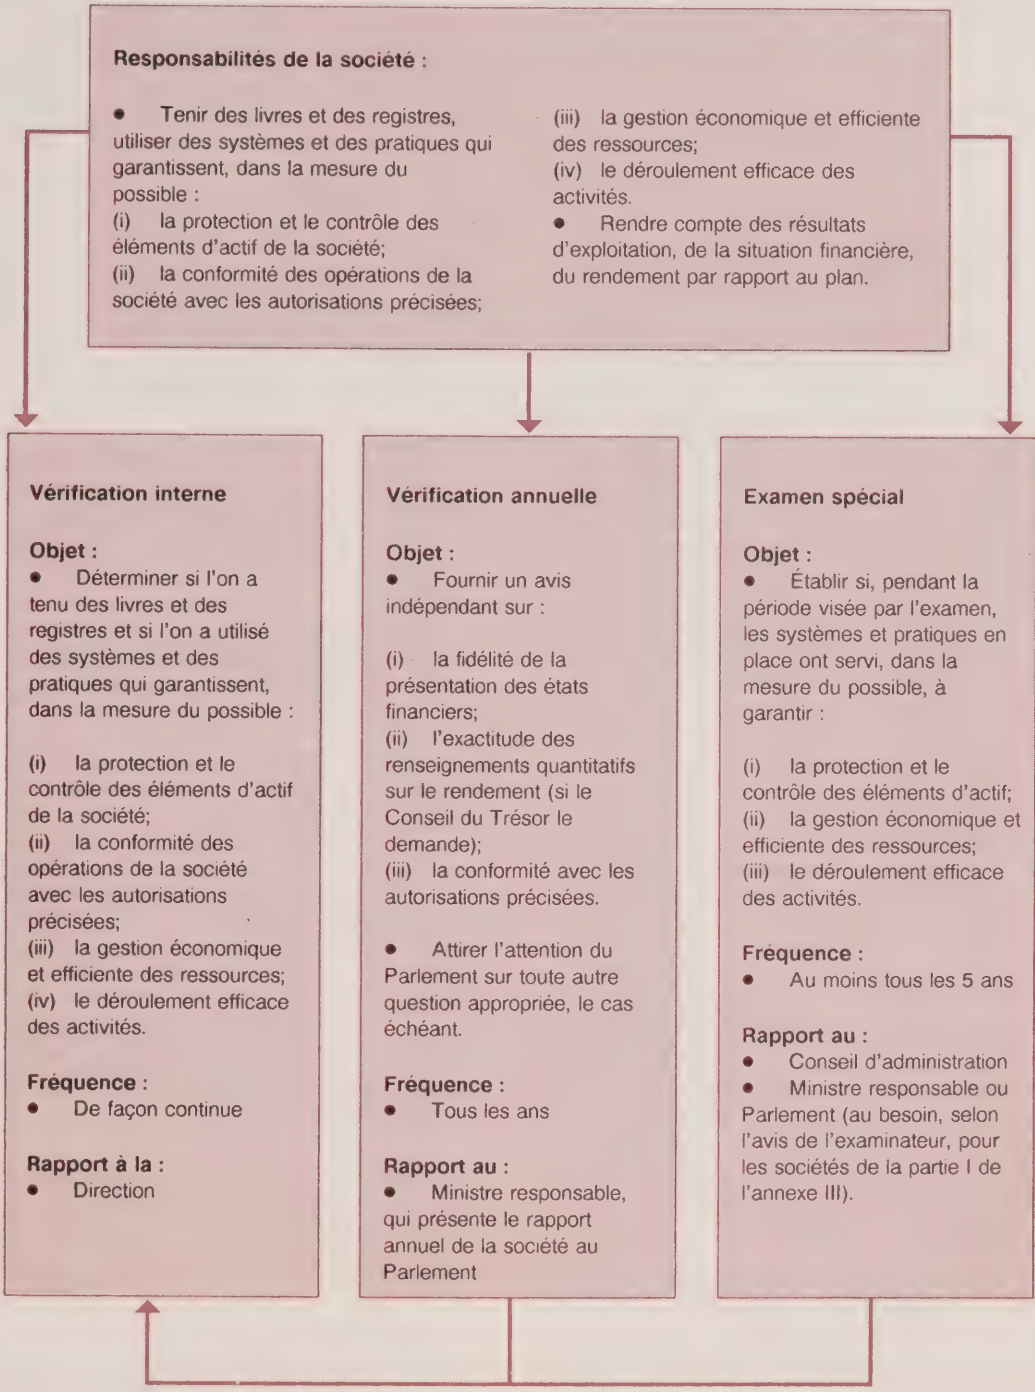 Responsabilités de la société :
● Tenir des livres et des registres,
utiliser des systèmes et des pratiques qui
garantissent, dans la mesure du
possible :
(i) la protection et le contrôle des
éléments d'actif de la société;
(ii) la conformité des opérations de la
société avec les autorisations précisées;
(iii) la gestion économique et efficiente
des ressources;
(iv) le déroulement efficace des
activités.
● Rendre compte des résultats
d'exploitation, de la situation financière,
du rendement par rapport au plan.
Vérification interne
Objet :
● Déterminer si l'on a
tenu des livres et des
registres et si l'on a utilisé
des systèmes et des
pratiques qui garantissent,
dans la mesure du possible :
(i) la protection et le
contrôle des éléments d'actif
de la société;
(ii) la conformité des
opérations de la société
avec les autorisations
précisées;
(iii) la gestion économique
et efficiente des ressources;
(iv) le déroulement efficace
des activités.
Fréquence :
● De façon continue
Rapport à la :
● Direction
Vérification annuelle
Objet :
● Fournir un avis
indépendant sur :
(i) la fidélité de la
présentation des états
financiers;
(ii) l'exactitude des
renseignements quantitatifs
sur le rendement (si le
Conseil du Trésor le
demande);
(iii) la conformité avec les
autorisations précisées.
● Attirer l'attention du
Parlement sur toute autre
question appropriée, le cas
échéant.
Fréquence :
● Tous les ans
Rapport au :
● Ministre responsable,
qui présente le rapport
annuel de la société au
Parlement
Examen spécial
Objet :
● Établir si, pendant la
période visée par l'examen,
les systèmes et pratiques en
place ont servi, dans la
mesure du possible, à
garantir :
(i) la protection et le
contrôle des éléments d'actif;
(ii) la gestion économique et
efficiente des ressources;
(iii) le déroulement efficace
des activités.
Fréquence :
● Au moins tous les 5 ans
Rapport au :
● Conseil d'administration
● Ministre responsable ou
Parlement (au besoin, selon
l'avis de l'examinateur, pour
les sociétés de la partie I de
l'annexe III).